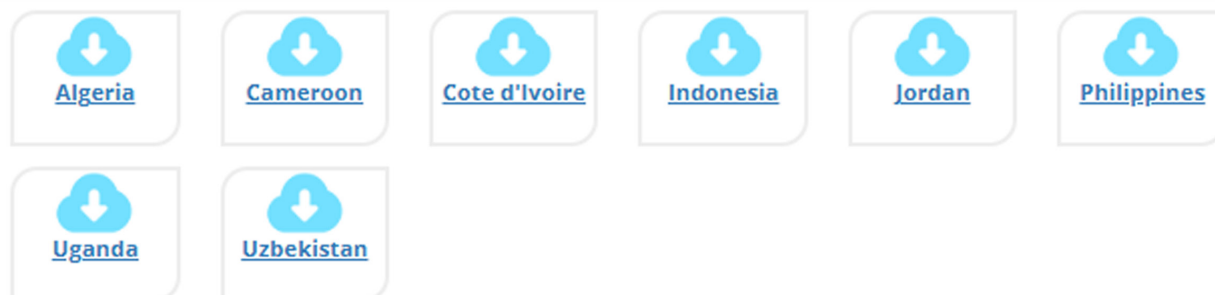 Algeria
Cameroon
Cote d'Ivoire
Indonesia
Jordan
Philippines
Uganda
Uzbekistan